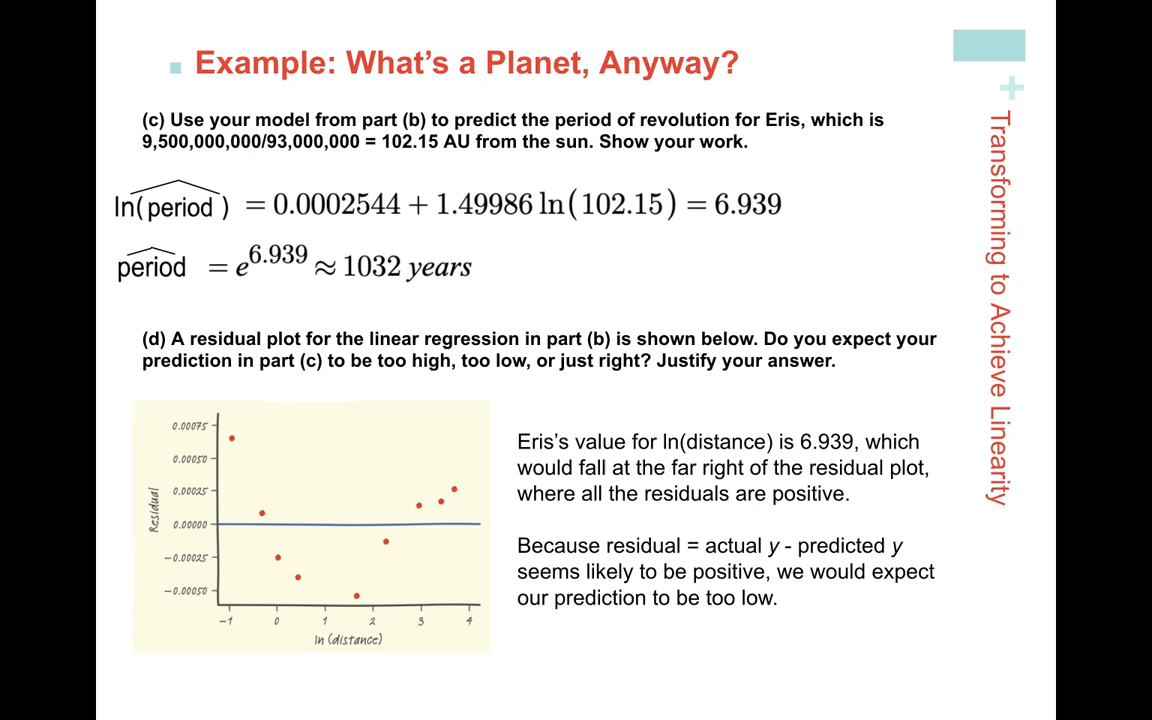 Example: What's a Planet, Anyway?
(c) Use your model from part (b) to predict the period of revolution for Eris, which is
9,500,000,000/93,000,000 = 102.15 AU from the sun. Show your work.
ln(period) = 0.0002544 + 1.49986 ln(102.15) = 6.939
period = e^6.939 ≈ 1032 years
(d) A residual plot for the linear regression in part (b) is shown below. Do you expect your
prediction in part (c) to be too high, too low, or just right? Justify your answer.
0.00075
0.00050
0.00025
0.00000
−0.00025
−0.00050
Residual
−1 0 1 2 3 4
ln (distance)
Eris's value for ln(distance) is 6.939, which
would fall at the far right of the residual plot,
where all the residuals are positive.
Because residual = actual y - predicted y
seems likely to be positive, we would expect
our prediction to be too low.
+
Transforming to Achieve Linearity